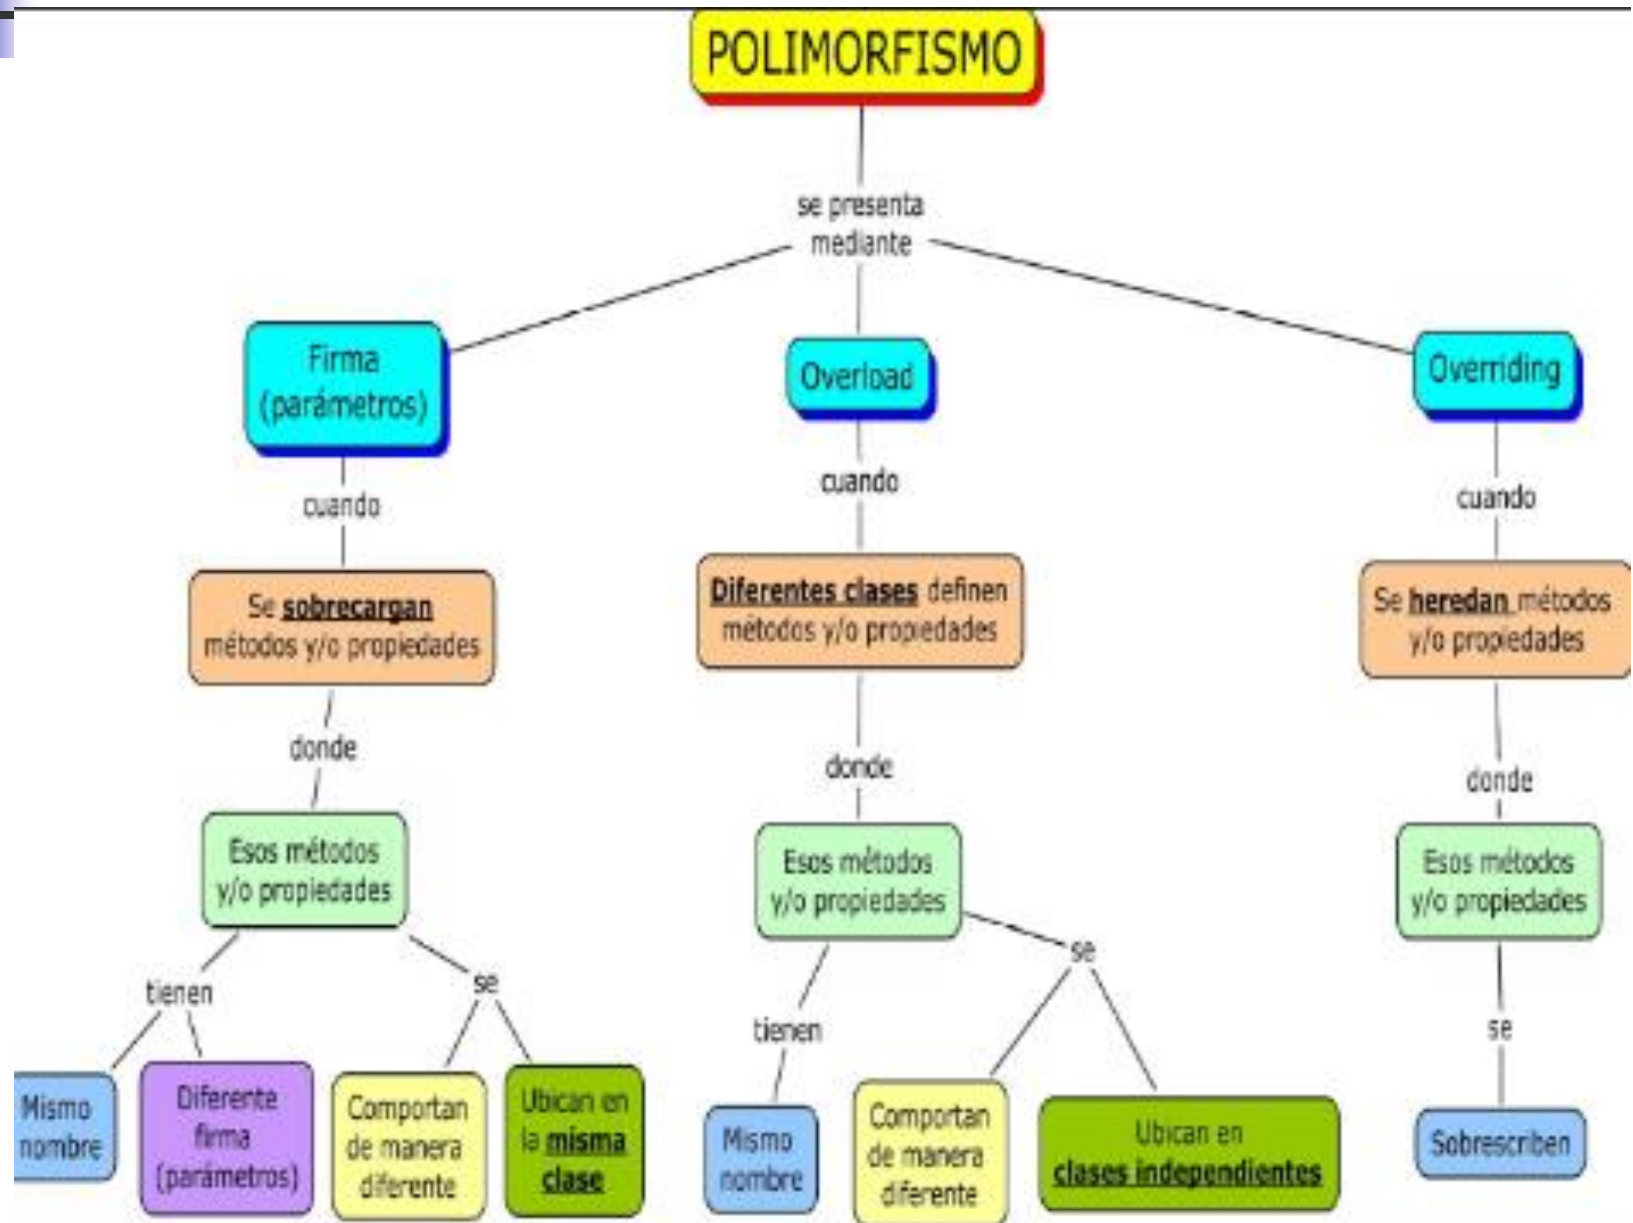 POLIMORFISMO
se presenta
mediante
Firma
(parámetros)
cuando
Se sobrecargan
métodos y/o propiedades
donde
Esos métodos
y/o propiedades
tienen
Mismo
nombre
Diferente
firma
(parámetros)
se
Comportan
de manera
diferente
Ubican en
la misma
clase
Overload
cuando
Diferentes clases definen
métodos y/o propiedades
donde
Esos métodos
y/o propiedades
tienen
Mismo
nombre
se
Comportan
de manera
diferente
Ubican en
clases independientes
Overriding
cuando
Se heredan métodos
y/o propiedades
donde
Esos métodos
y/o propiedades
se
Sobrescriben